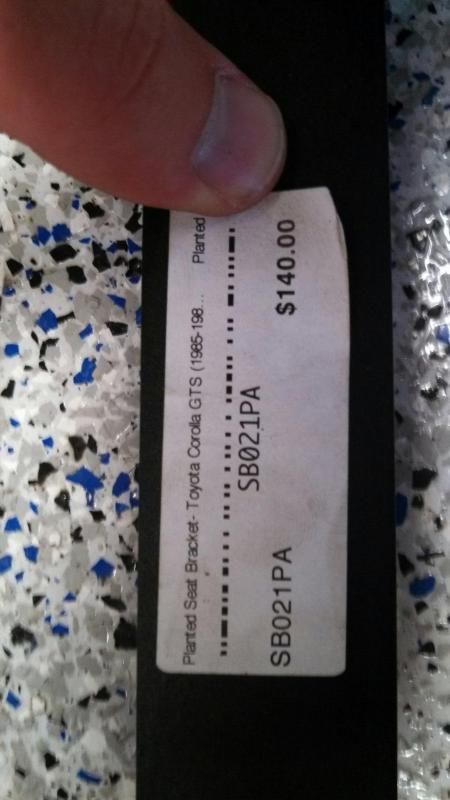 Planted Seat Bracket- Toyota Corolla GTS (1985-198... Planted
SB021PA
SB021PA $140.00